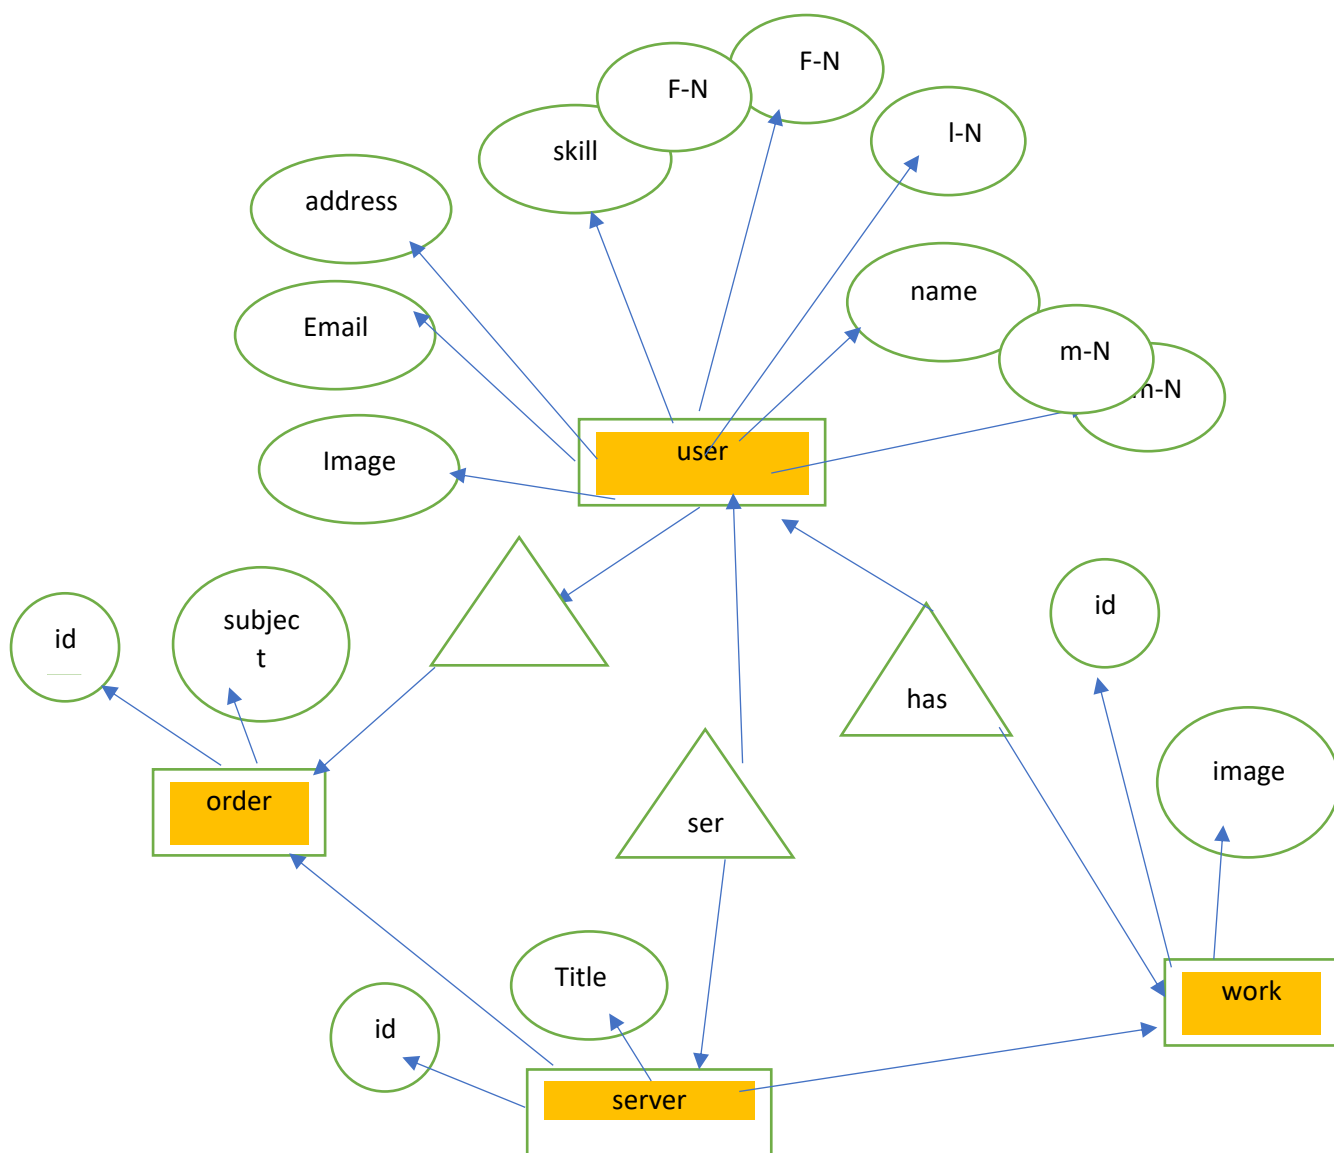 F-N
F-N
l-N
skill
address
name
Email
m-N
m-N
user
Image
id
subjec
t
id
has
image
order
ser
Title
work
id
server